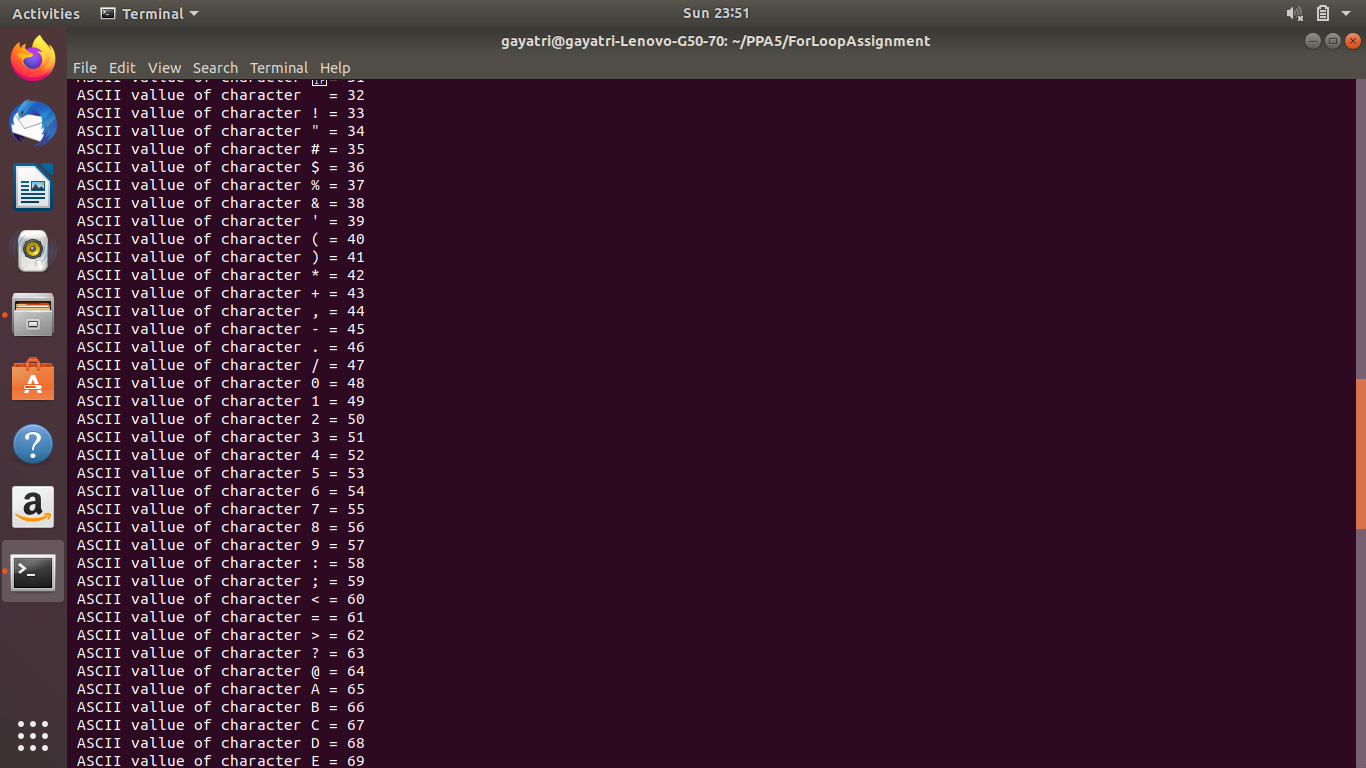 Activities Terminal Sun 23:51
gayatri@gayatri-Lenovo-G50-70: ~/PPA5/ForLoopAssignment
File Edit View Search Terminal Help
ASCII vallue of character = 31
ASCII vallue of character   = 32
ASCII vallue of character ! = 33
ASCII vallue of character " = 34
ASCII vallue of character # = 35
ASCII vallue of character $ = 36
ASCII vallue of character % = 37
ASCII vallue of character & = 38
ASCII vallue of character ' = 39
ASCII vallue of character ( = 40
ASCII vallue of character ) = 41
ASCII vallue of character * = 42
ASCII vallue of character + = 43
ASCII vallue of character , = 44
ASCII vallue of character - = 45
ASCII vallue of character . = 46
ASCII vallue of character / = 47
ASCII vallue of character 0 = 48
ASCII vallue of character 1 = 49
ASCII vallue of character 2 = 50
ASCII vallue of character 3 = 51
ASCII vallue of character 4 = 52
ASCII vallue of character 5 = 53
ASCII vallue of character 6 = 54
ASCII vallue of character 7 = 55
ASCII vallue of character 8 = 56
ASCII vallue of character 9 = 57
ASCII vallue of character : = 58
ASCII vallue of character ; = 59
ASCII vallue of character < = 60
ASCII vallue of character = = 61
ASCII vallue of character > = 62
ASCII vallue of character ? = 63
ASCII vallue of character @ = 64
ASCII vallue of character A = 65
ASCII vallue of character B = 66
ASCII vallue of character C = 67
ASCII vallue of character D = 68
ASCII vallue of character E = 69